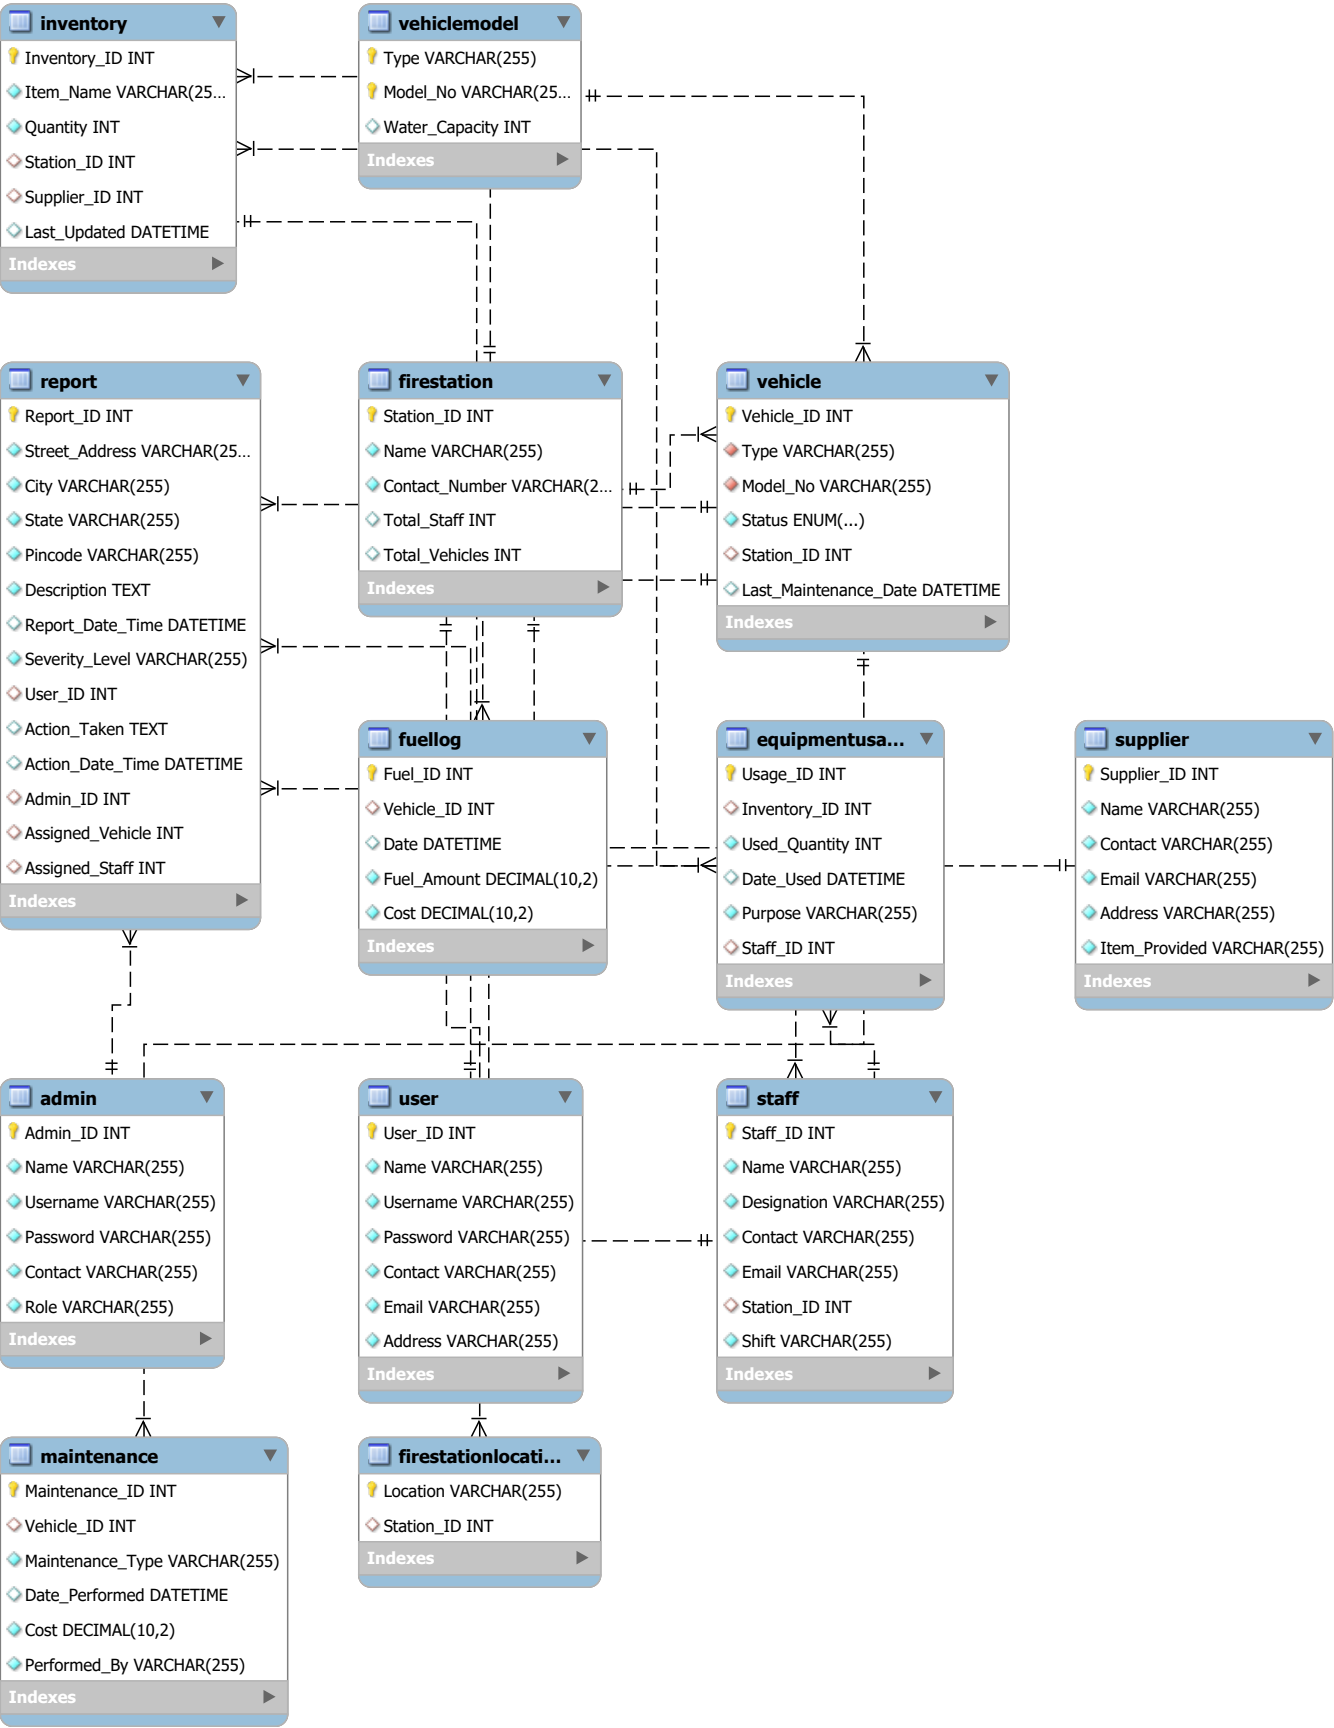 inventory
Inventory_ID INT
Item_Name VARCHAR(25...
Quantity INT
Station_ID INT
Supplier_ID INT
Last_Updated DATETIME
Indexes
vehiclemodel
Type VARCHAR(255)
Model_No VARCHAR(25...
Water_Capacity INT
Indexes
report
Report_ID INT
Street_Address VARCHAR(25...
City VARCHAR(255)
State VARCHAR(255)
Pincode VARCHAR(255)
Description TEXT
Report_Date_Time DATETIME
Severity_Level VARCHAR(255)
User_ID INT
Action_Taken TEXT
Action_Date_Time DATETIME
Admin_ID INT
Assigned_Vehicle INT
Assigned_Staff INT
Indexes
firestation
Station_ID INT
Name VARCHAR(255)
Contact_Number VARCHAR(2...
Total_Staff INT
Total_Vehicles INT
Indexes
vehicle
Vehicle_ID INT
Type VARCHAR(255)
Model_No VARCHAR(255)
Status ENUM(...)
Station_ID INT
Last_Maintenance_Date DATETIME
Indexes
fuellog
Fuel_ID INT
Vehicle_ID INT
Date DATETIME
Fuel_Amount DECIMAL(10,2)
Cost DECIMAL(10,2)
Indexes
equipmentusa...
Usage_ID INT
Inventory_ID INT
Used_Quantity INT
Date_Used DATETIME
Purpose VARCHAR(255)
Staff_ID INT
Indexes
supplier
Supplier_ID INT
Name VARCHAR(255)
Contact VARCHAR(255)
Email VARCHAR(255)
Address VARCHAR(255)
Item_Provided VARCHAR(255)
Indexes
admin
Admin_ID INT
Name VARCHAR(255)
Username VARCHAR(255)
Password VARCHAR(255)
Contact VARCHAR(255)
Role VARCHAR(255)
Indexes
user
User_ID INT
Name VARCHAR(255)
Username VARCHAR(255)
Password VARCHAR(255)
Contact VARCHAR(255)
Email VARCHAR(255)
Address VARCHAR(255)
Indexes
staff
Staff_ID INT
Name VARCHAR(255)
Designation VARCHAR(255)
Contact VARCHAR(255)
Email VARCHAR(255)
Station_ID INT
Shift VARCHAR(255)
Indexes
maintenance
Maintenance_ID INT
Vehicle_ID INT
Maintenance_Type VARCHAR(255)
Date_Performed DATETIME
Cost DECIMAL(10,2)
Performed_By VARCHAR(255)
Indexes
firestationlocati...
Location VARCHAR(255)
Station_ID INT
Indexes